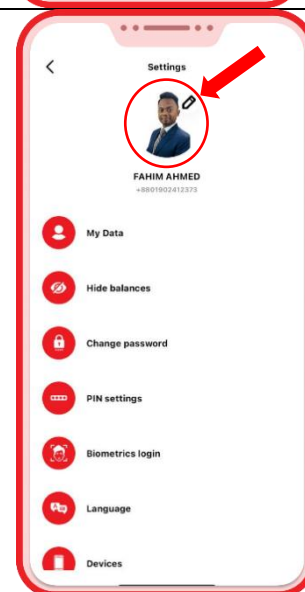 Settings
FAHIM AHMED
+8801902412373
My Data
Hide balances
Change password
PIN settings
Biometrics login
Language
Devices